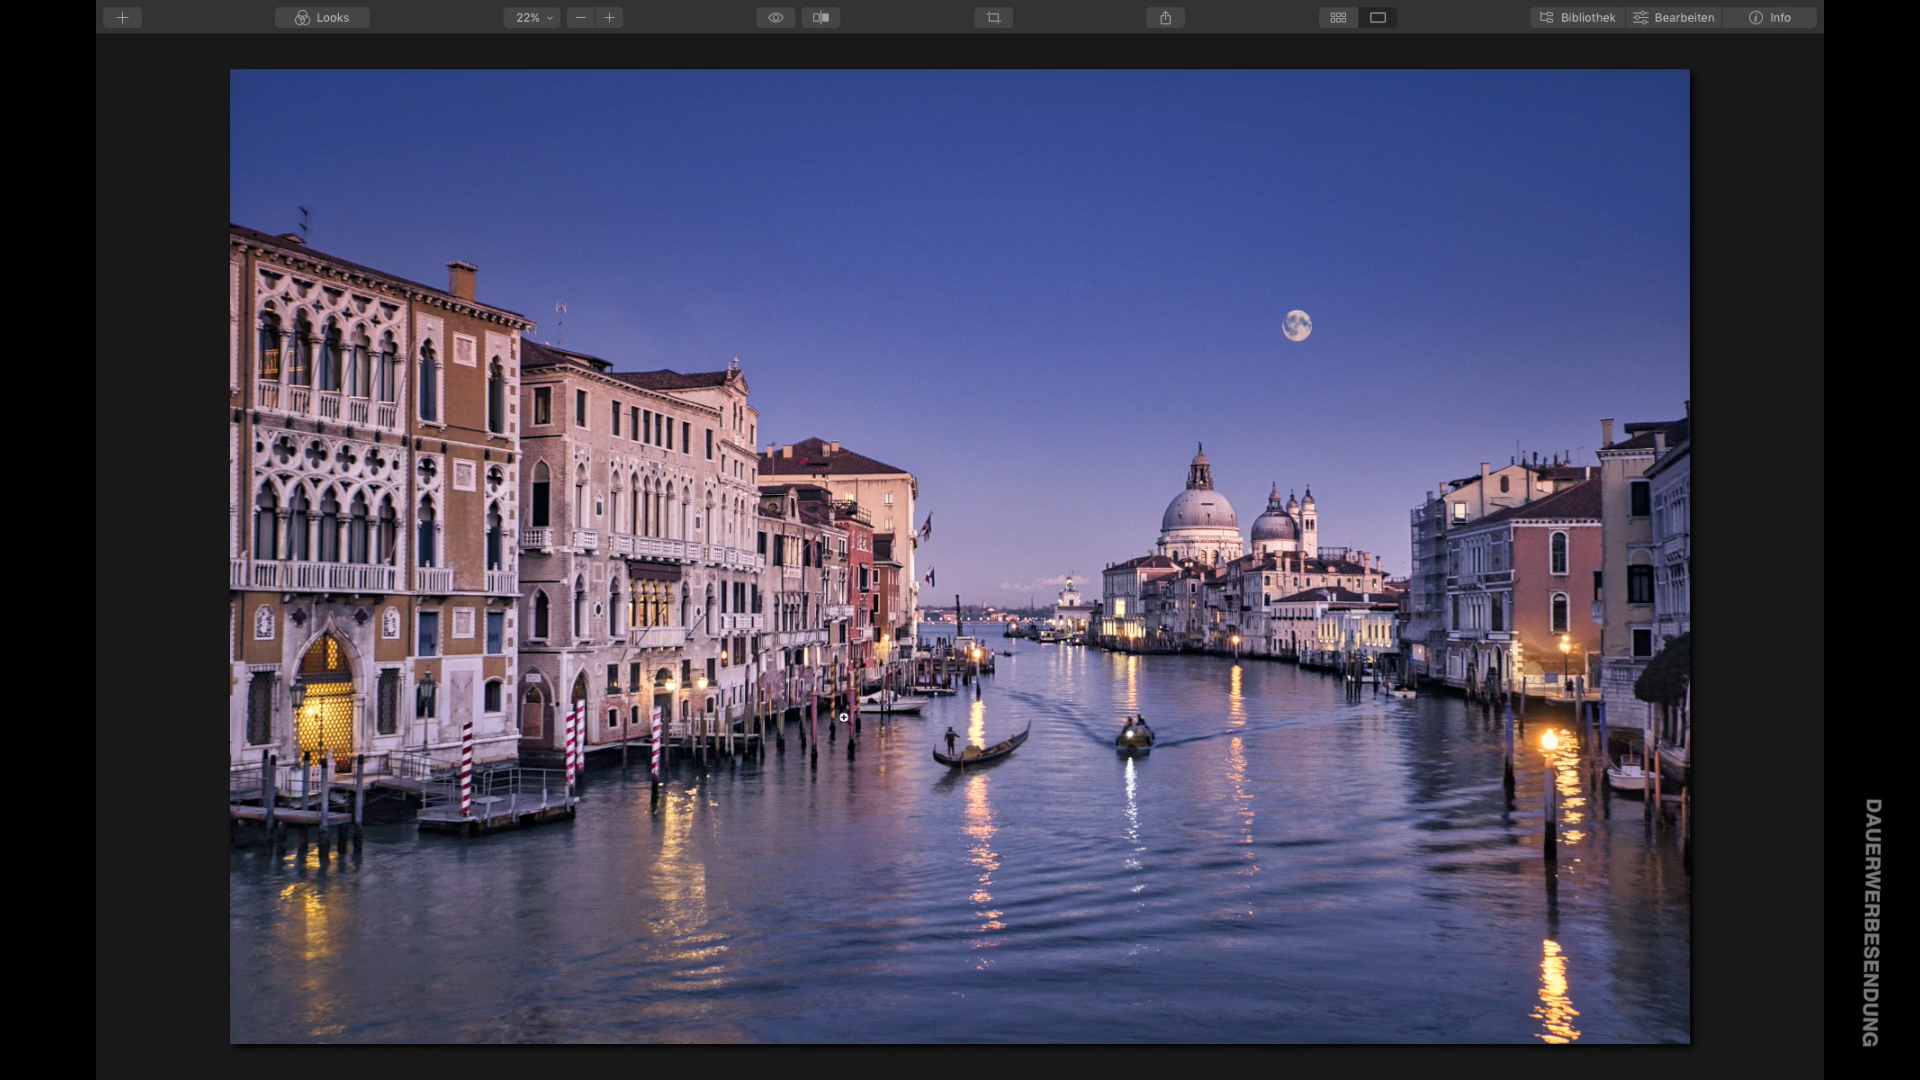 Looks
22%
Bibliothek
Bearbeiten
Info
DAUERWERBESENDUNG